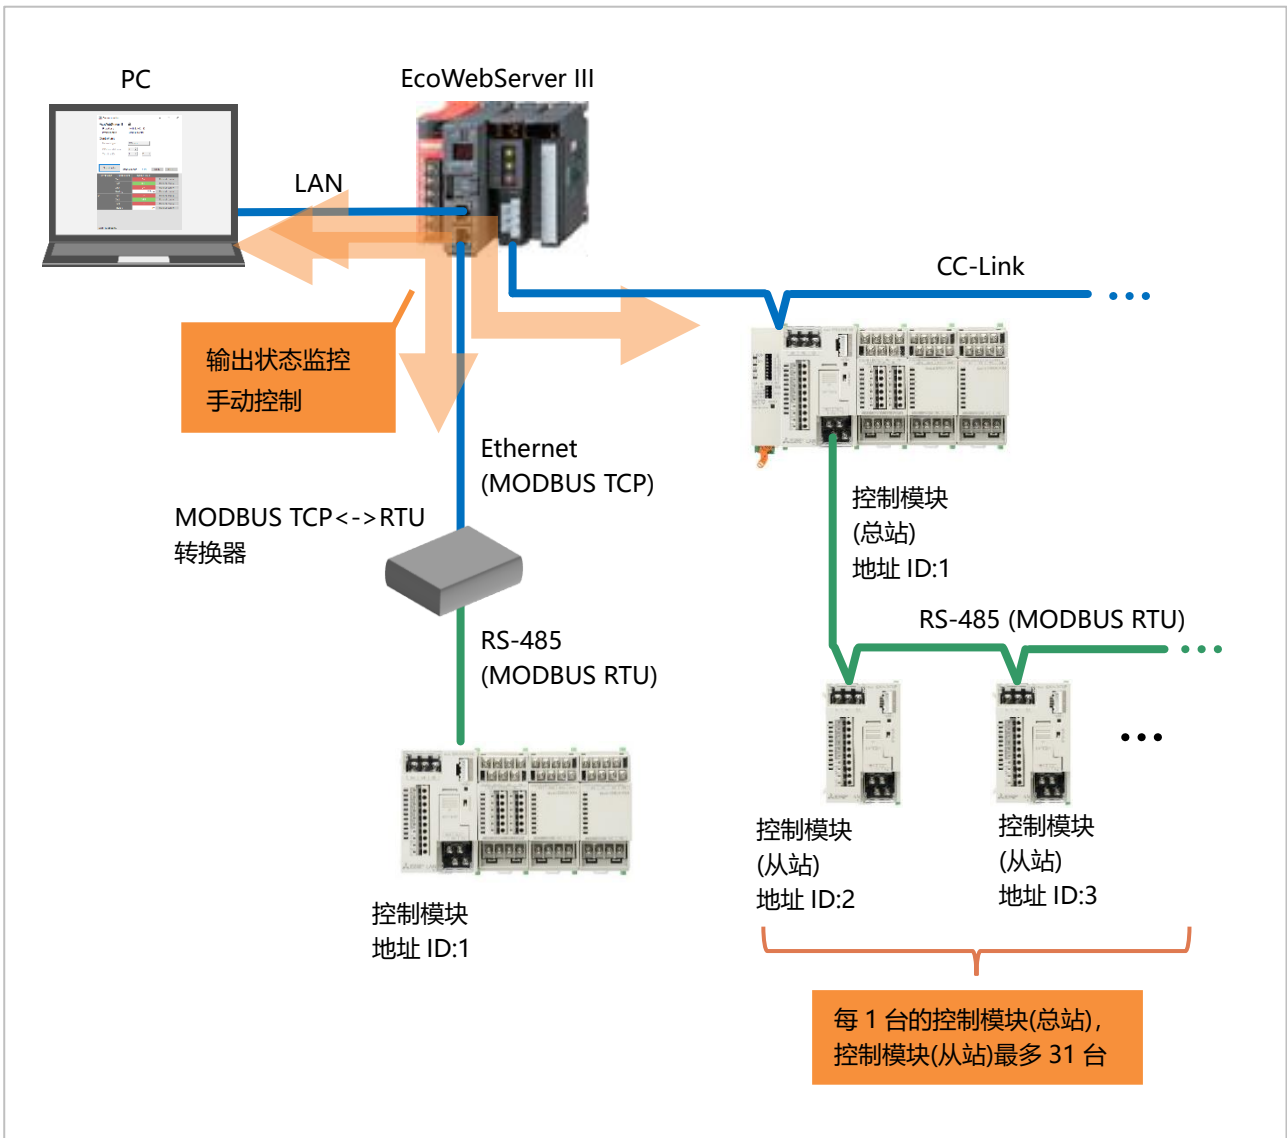 PC
EcoWebServer III
LAN
CC-Link
输出状态监控
手动控制
Ethernet
(MODBUS TCP)
控制模块
(总站)
地址 ID:1
MODBUS TCP<->RTU
转换器
RS-485 (MODBUS RTU)
RS-485
(MODBUS RTU)
控制模块
(从站)
地址 ID:2
控制模块
(从站)
地址 ID:3
控制模块
地址 ID:1
每 1 台的控制模块(总站),
控制模块(从站)最多 31 台